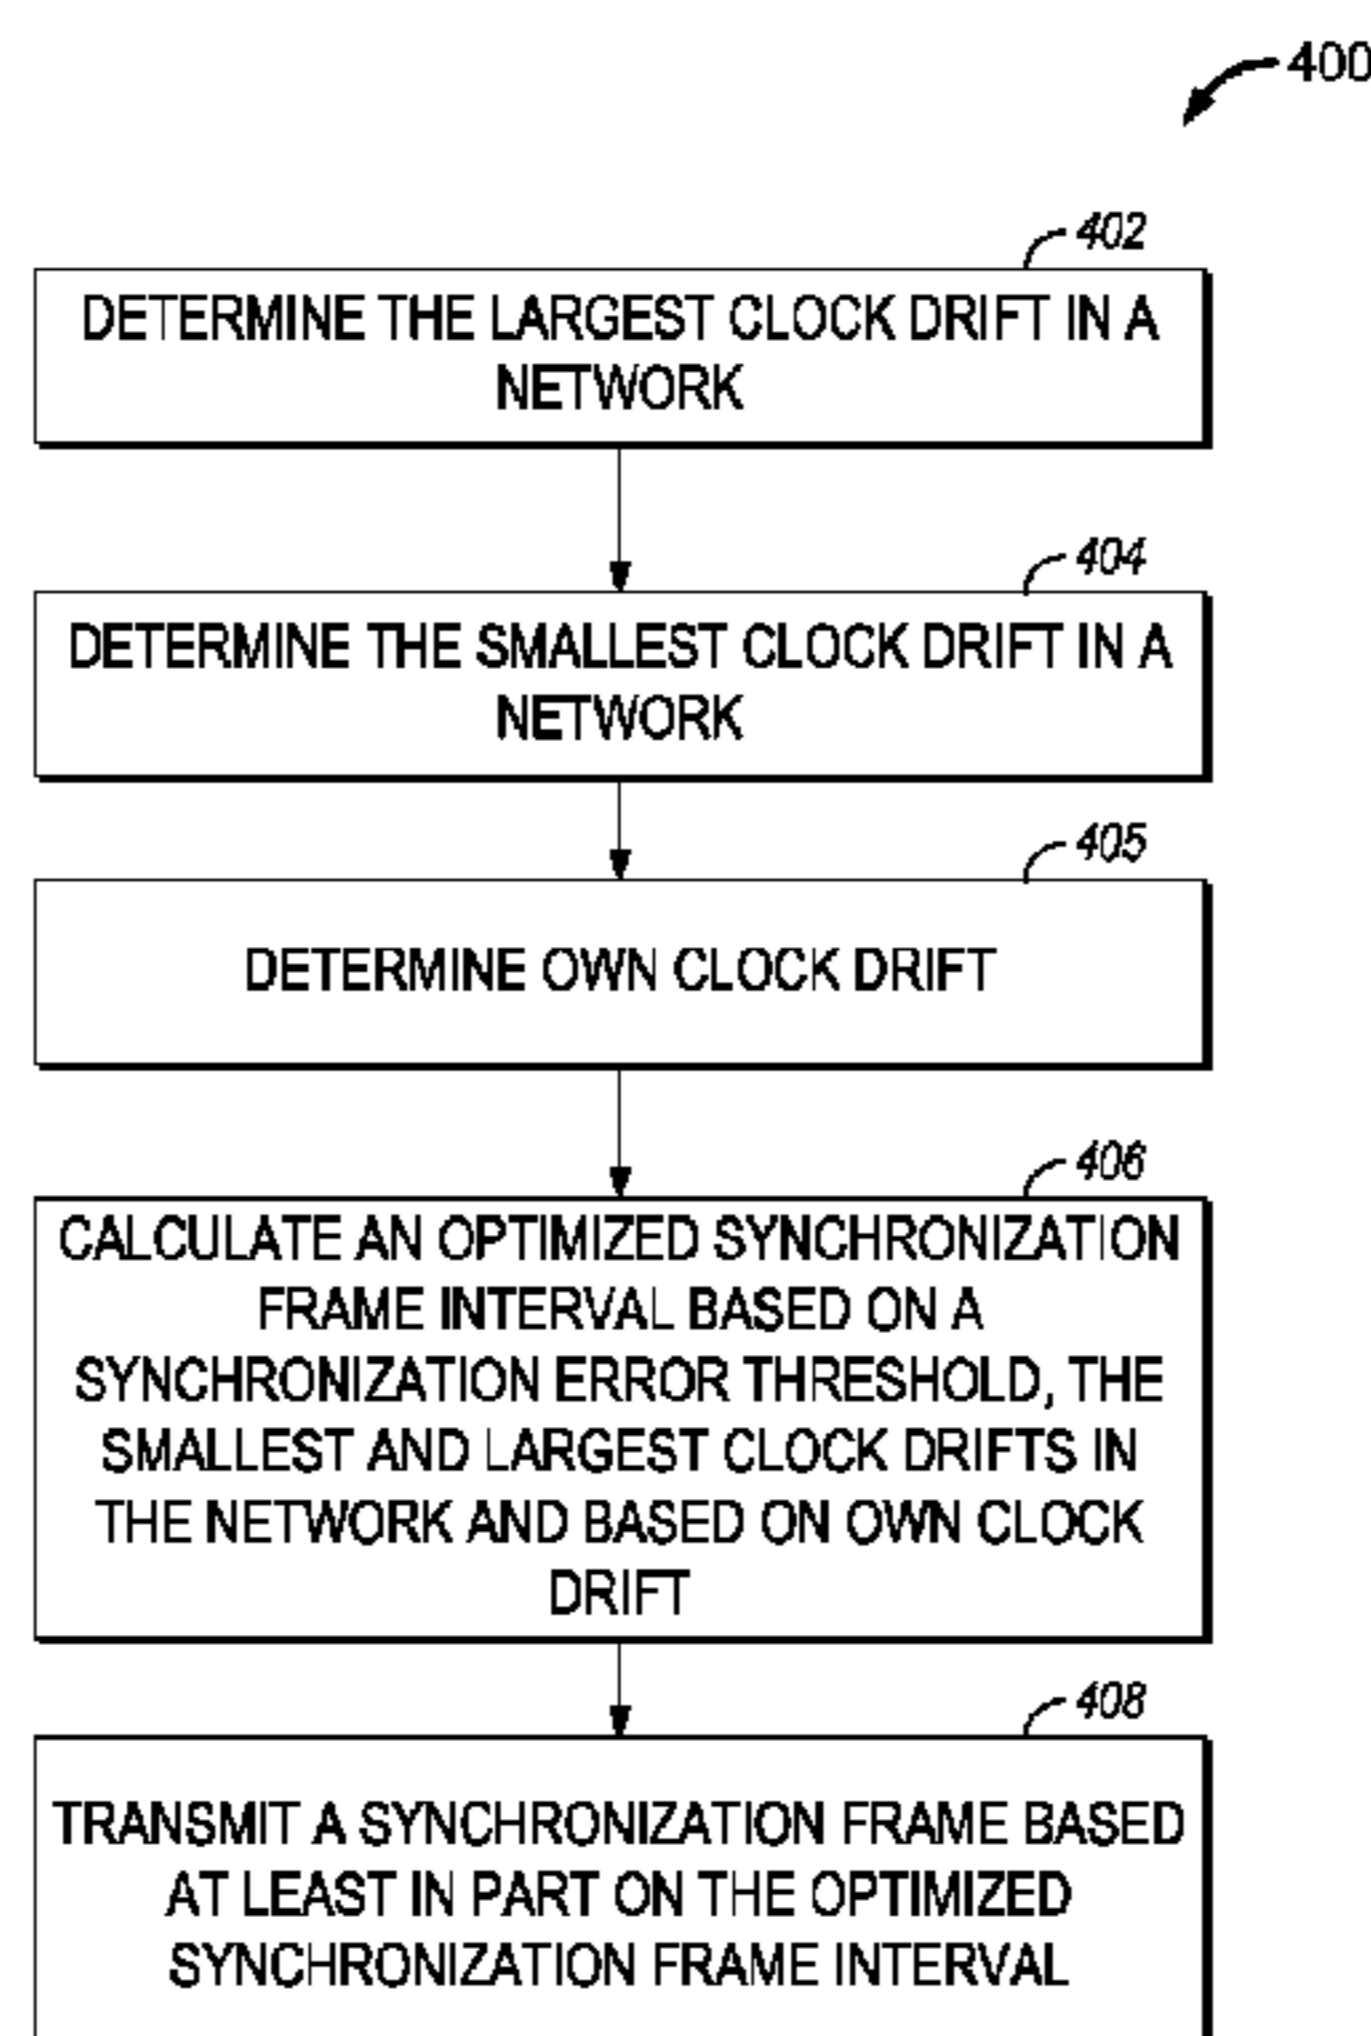 400
402
DETERMINE THE LARGEST CLOCK DRIFT IN A
NETWORK
404
DETERMINE THE SMALLEST CLOCK DRIFT IN A
NETWORK
405
DETERMINE OWN CLOCK DRIFT
406
CALCULATE AN OPTIMIZED SYNCHRONIZATION
FRAME INTERVAL BASED ON A
SYNCHRONIZATION ERROR THRESHOLD, THE
SMALLEST AND LARGEST CLOCK DRIFTS IN
THE NETWORK AND BASED ON OWN CLOCK
DRIFT
408
TRANSMIT A SYNCHRONIZATION FRAME BASED
AT LEAST IN PART ON THE OPTIMIZED
SYNCHRONIZATION FRAME INTERVAL